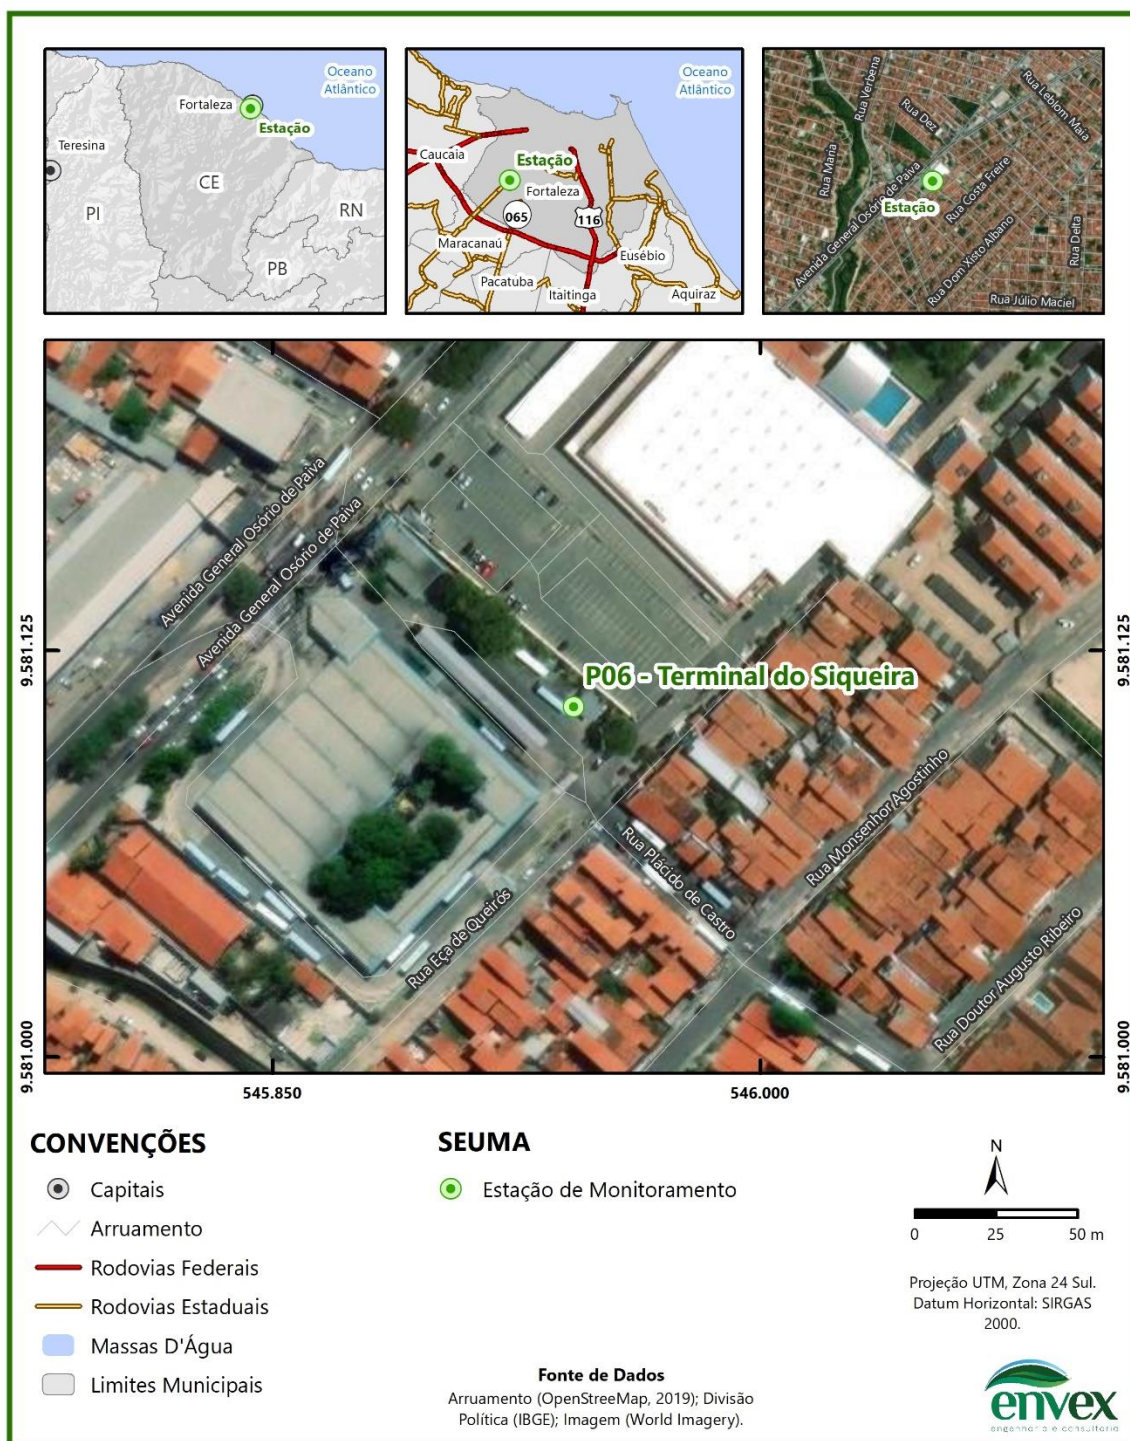 Oceano
Atlântico
Fortaleza
Estação
Teresina
CE
PI
RN
PB
Oceano
Atlântico
Caucaia
Estação
Fortaleza
065
116
Maracanaú
Eusébio
Pacatuba
Itaitinga
Aquiraz
Rua Verbena
Rua Leblom Maia
Rua Dez
Rua Maria
Avenida General Osório de Paiva
Rua Costa Freire
Estação
Rua Delta
Rua Dom Xisto Albano
Rua Júlio Maciel
Avenida General Osório de Paiva
Avenida General Osório de Paiva
9.581.125
9.581.125
P06 - Terminal do Siqueira
Rua Monsenhor Agostinho
Rua Plácido de Castro
Rua Eça de Queirós
Rua Doutor Augusto Ribeiro
9.581.000
9.581.000
545.850
546.000
CONVENÇÕES
Capitais
Arruamento
Rodovias Federais
Rodovias Estaduais
Massas D'Água
Limites Municipais
SEUMA
Estação de Monitoramento
N
0 25 50 m
Projeção UTM, Zona 24 Sul.
Datum Horizontal: SIRGAS
2000.
Fonte de Dados
Arruamento (OpenStreeMap, 2019); Divisão
Política (IBGE); Imagem (World Imagery).
envex
engenharia e consultoria